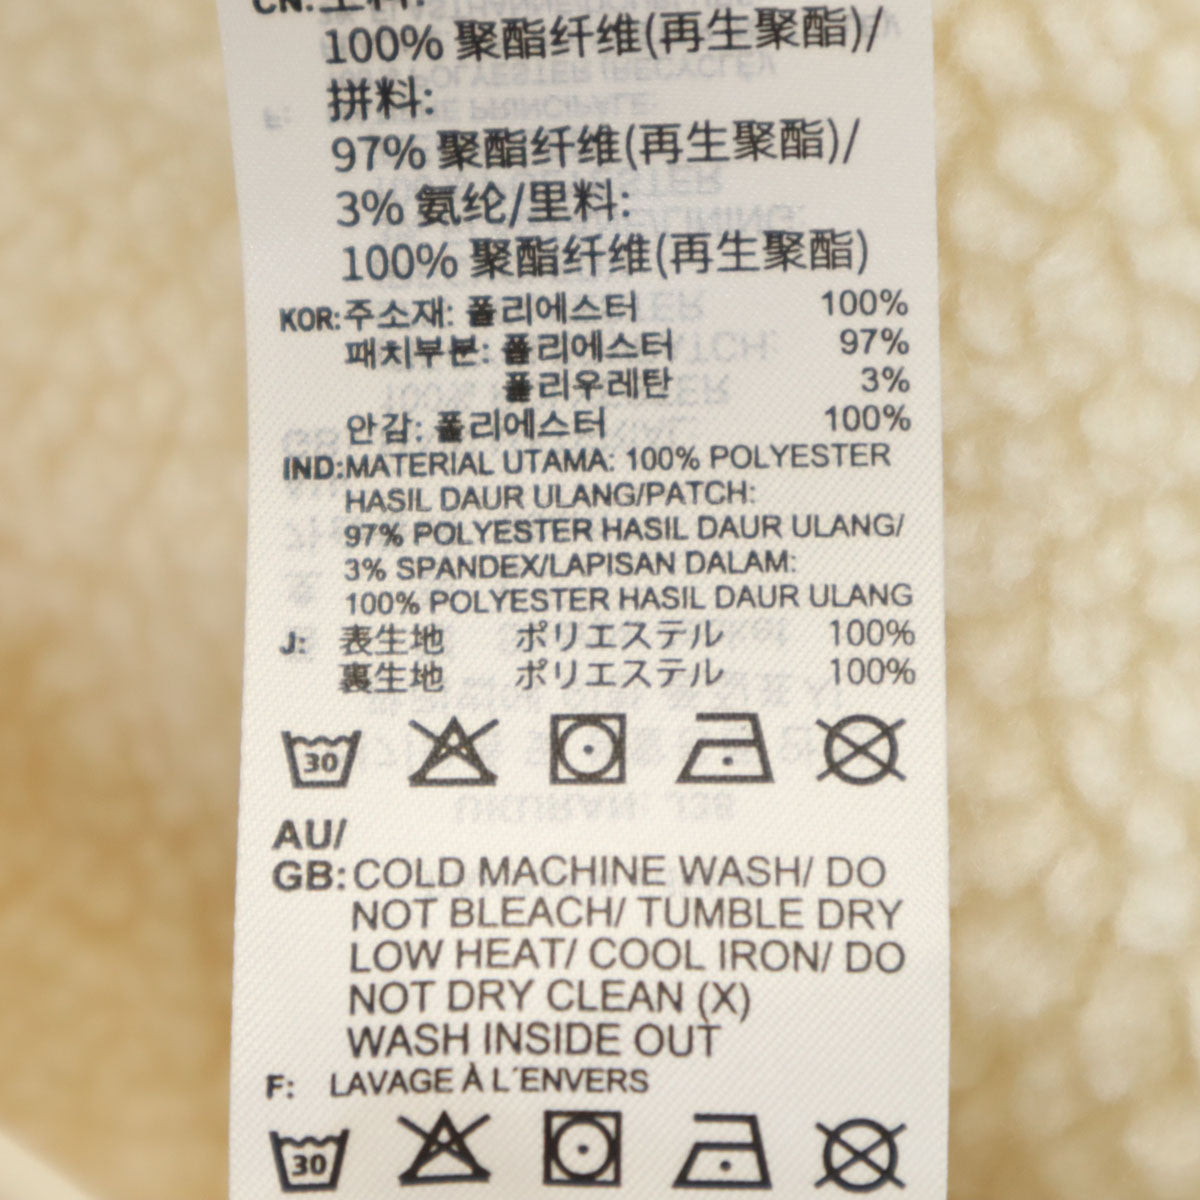 CN: 主料:
100% 聚酯纤维(再生聚酯)/
拼料:
97% 聚酯纤维(再生聚酯)/
3% 氨纶/里料:
100% 聚酯纤维(再生聚酯)
KOR: 주소재: 폴리에스터 100%
패치부분: 폴리에스터 97%
폴리우레탄 3%
안감: 폴리에스터 100%
IND: MATERIAL UTAMA: 100% POLYESTER
HASIL DAUR ULANG/PATCH:
97% POLYESTER HASIL DAUR ULANG/
3% SPANDEX/LAPISAN DALAM:
100% POLYESTER HASIL DAUR ULANG
J: 表生地 ポリエステル 100%
裏生地 ポリエステル 100%
30
AU/
GB: COLD MACHINE WASH/ DO
NOT BLEACH/ TUMBLE DRY
LOW HEAT/ COOL IRON/ DO
NOT DRY CLEAN (X)
WASH INSIDE OUT
F: LAVAGE À L´ENVERS
30